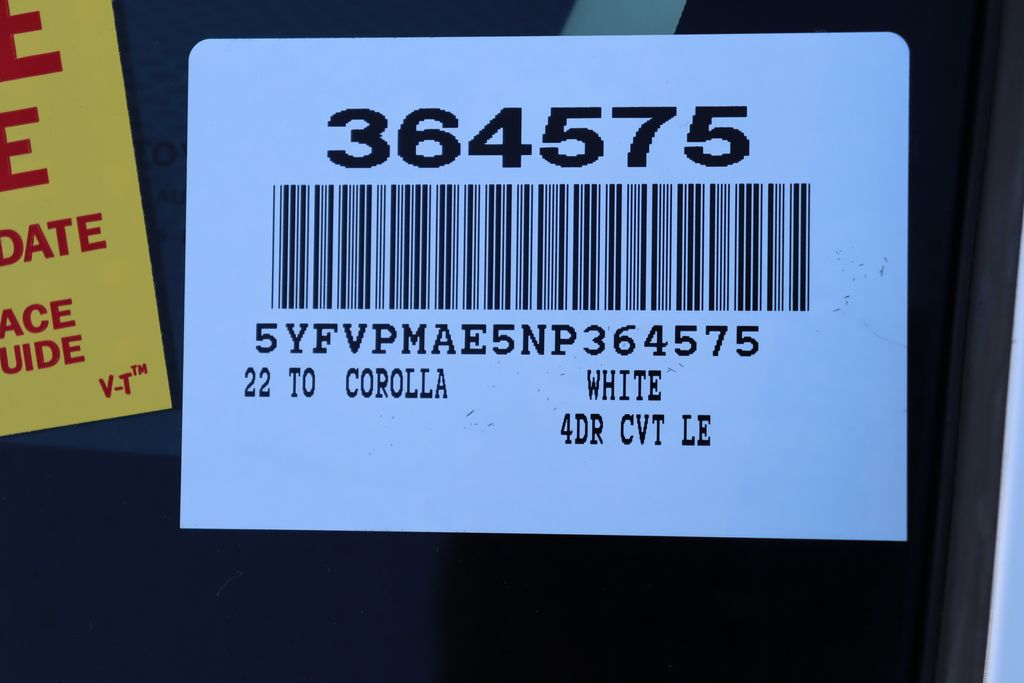 364575
5YFVPMAE5NP364575
22 TO COROLLA WHITE
4DR CVT LE
E
E
DATE
ACE
UIDE
V-T™